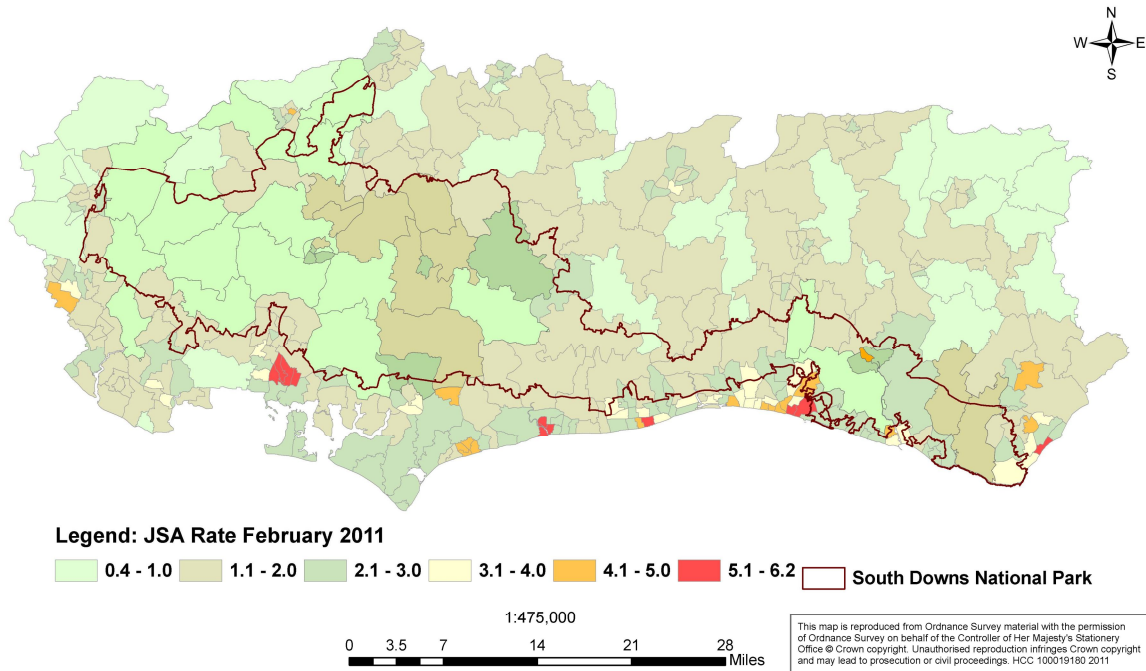 N
W E
S
Legend: JSA Rate February 2011
0.4 - 1.0 1.1 - 2.0 2.1 - 3.0 3.1 - 4.0 4.1 - 5.0 5.1 - 6.2 South Downs National Park
1:475,000
0 3.5 7 14 21 28
Miles
This map is reproduced from Ordnance Survey material with the permission
of Ordnance Survey on behalf of the Controller of Her Majesty's Stationery
Office © Crown copyright. Unauthorised reproduction infringes Crown copyright
and may lead to prosecution or civil proceedings. HCC 100019180 2011